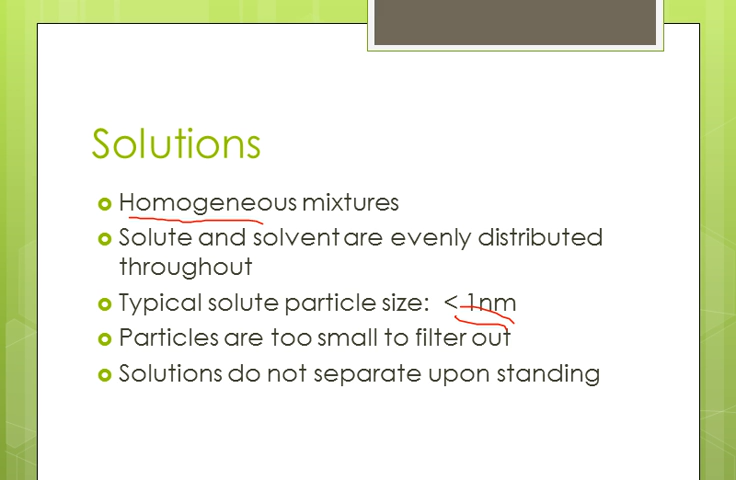 Solutions
Homogeneous mixtures
Solute and solvent are evenly distributed
throughout
Typical solute particle size: < 1nm
Particles are too small to filter out
Solutions do not separate upon standing